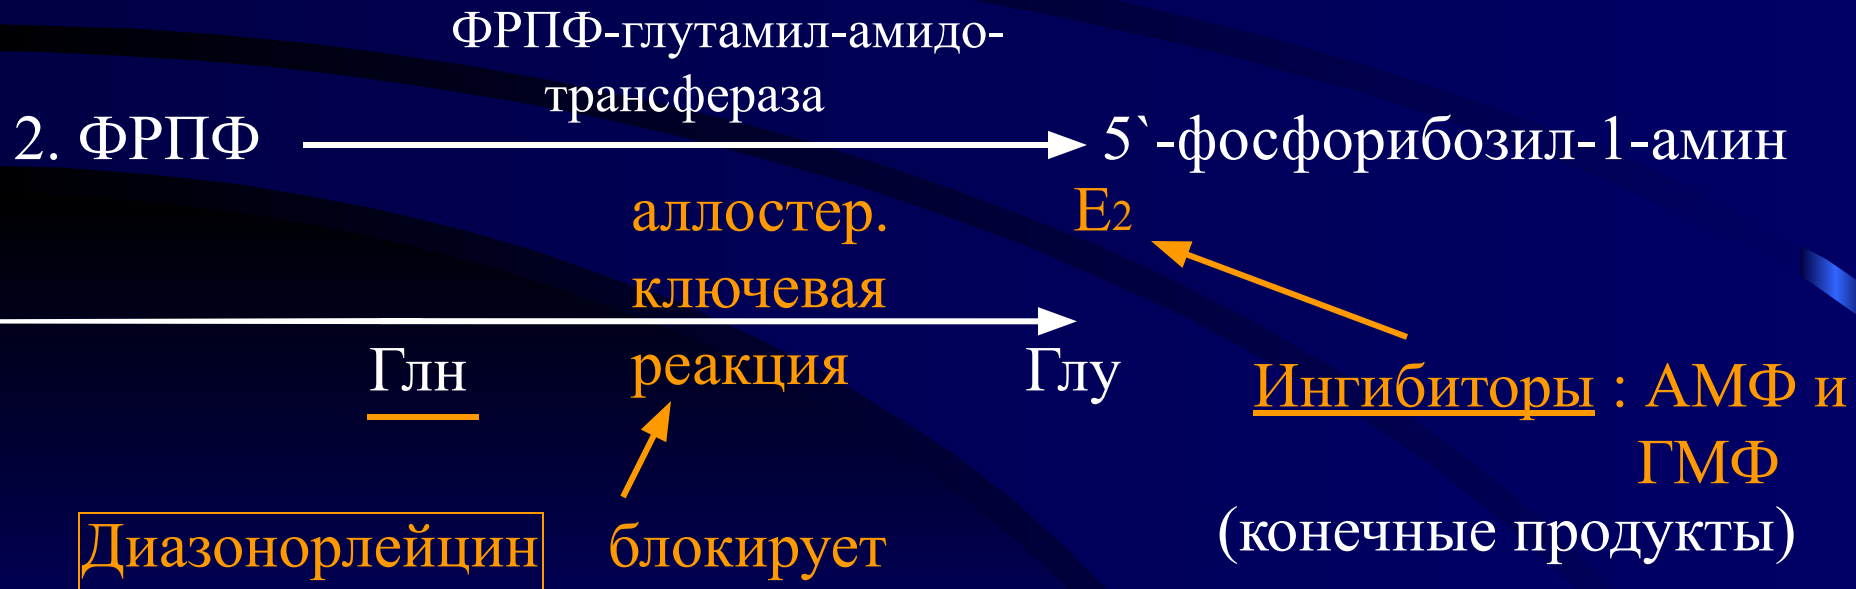 ФРПФ-глутамил-амидо-
трансфераза
2. ФРПФ 5`-фосфорибозил-1-амин
аллостер. Е2
ключевая
Глн реакция Глу
Ингибиторы : АМФ и
ГМФ
(конечные продукты)
Диазонорлейцин блокирует